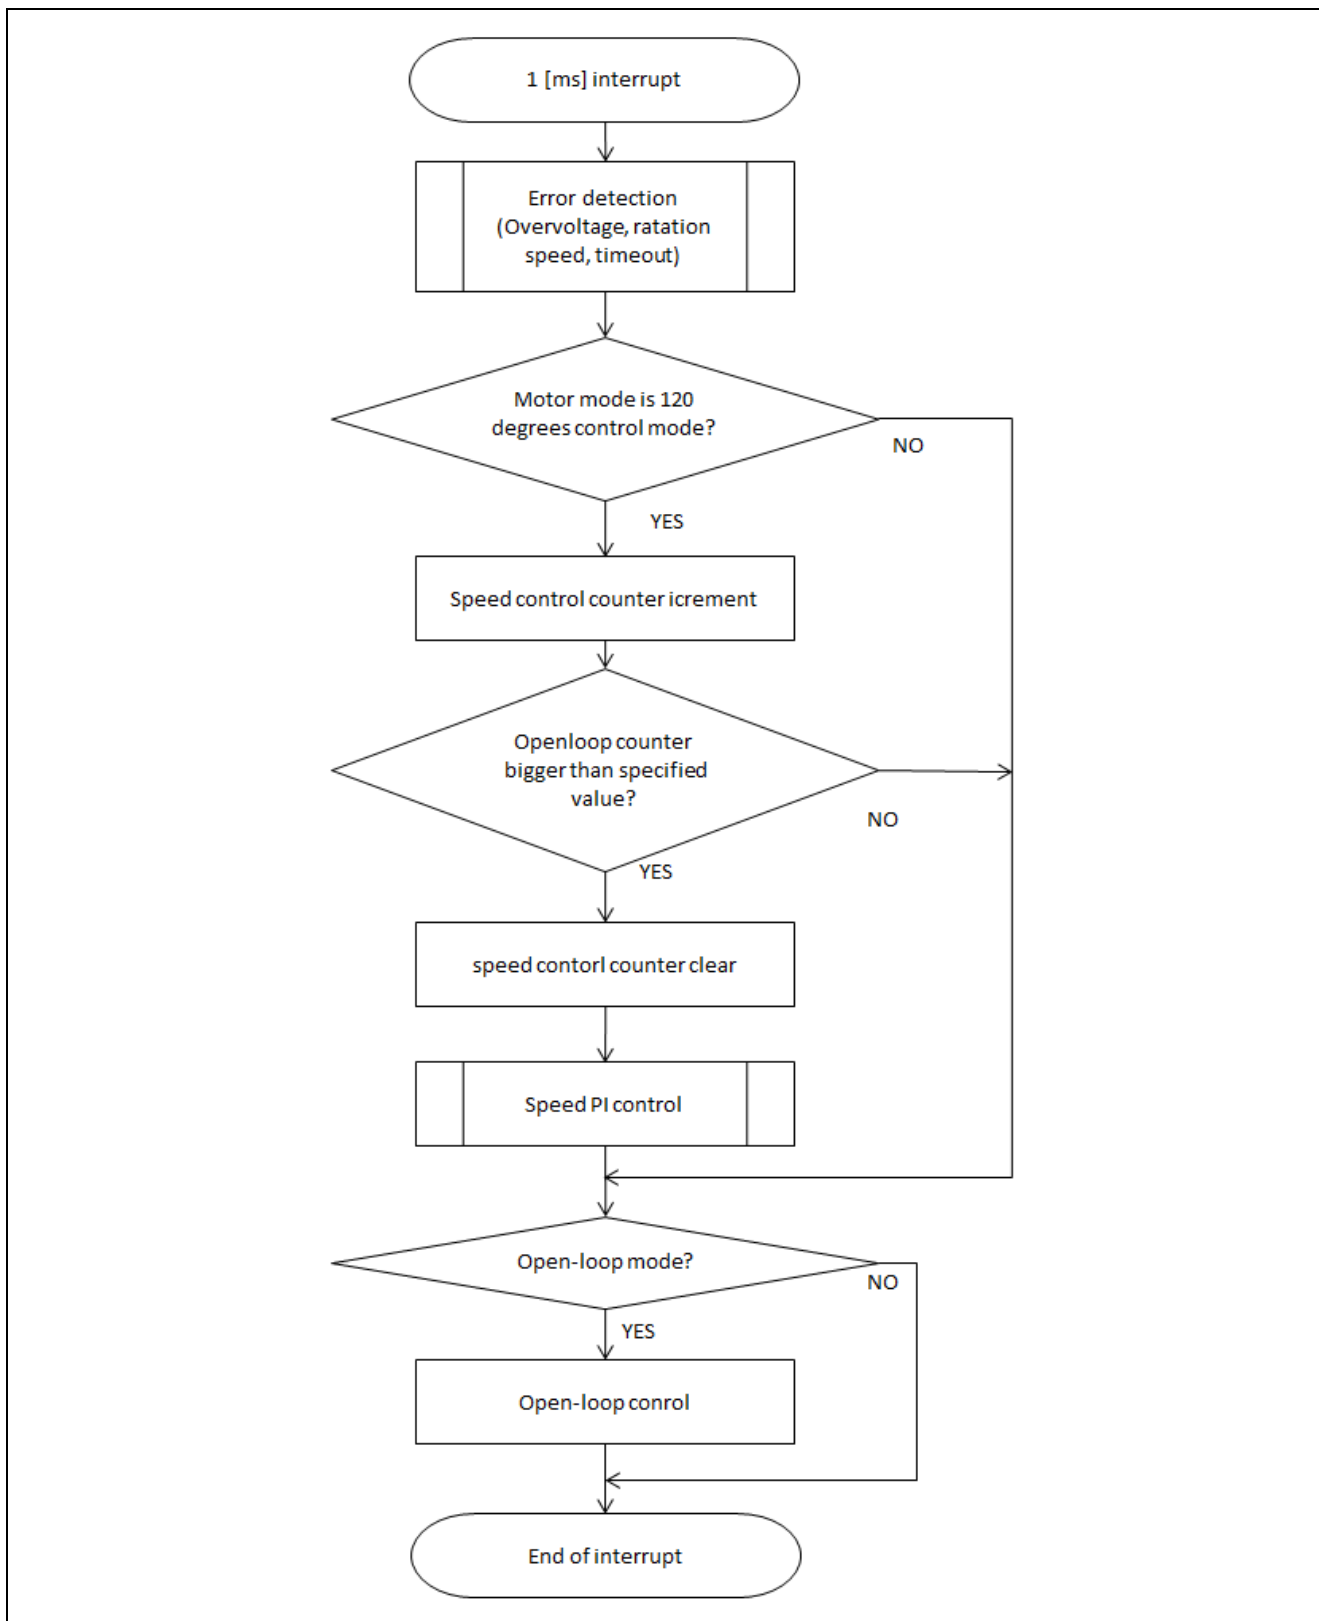 1 [ms] interrupt
Error detection
(Overvoltage, ratation
speed, timeout)
Motor mode is 120
degrees control mode?
NO
YES
Speed control counter icrement
Openloop counter
bigger than specified
value?
NO
YES
speed contorl counter clear
Speed PI control
Open-loop mode?
NO
YES
Open-loop conrol
End of interrupt